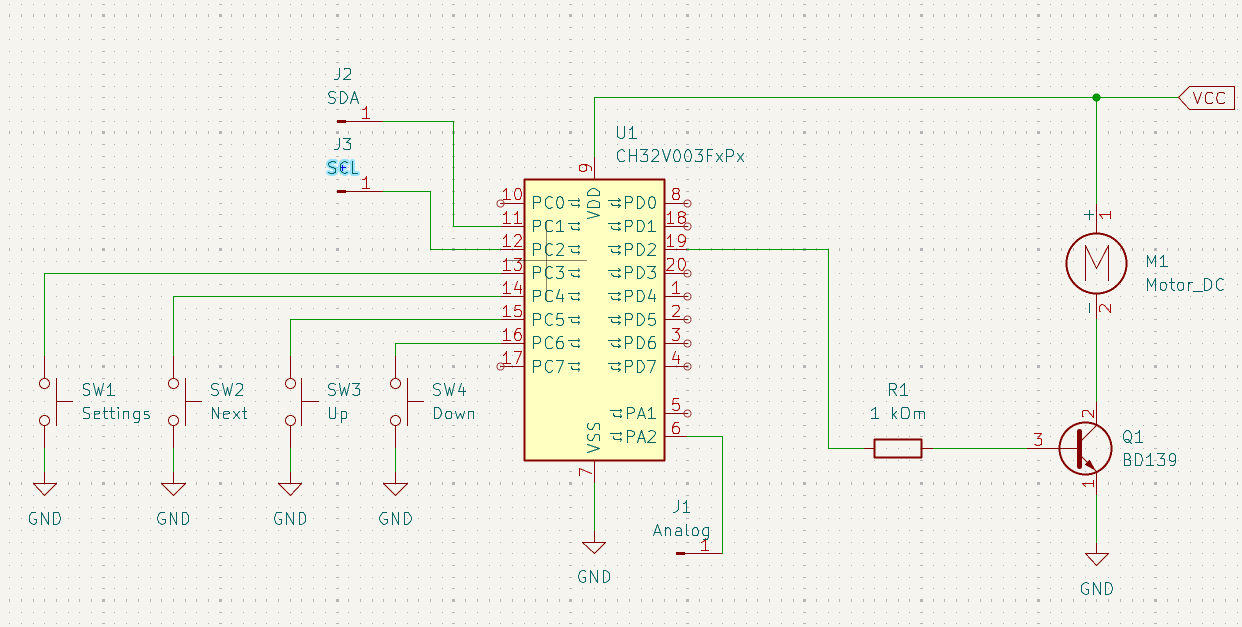 J2
SDA
1
J3
SCL
1
U1
CH32V003FxPx
VCC
9
VDD
10 PC0 PD0 8
11 PC1 PD1 18
12 PC2 PD2 19
13 PC3 PD3 20
14 PC4 PD4 1
15 PC5 PD5 2
16 PC6 PD6 3
17 PC7 PD7 4
PA1 5
PA2 6
VSS
7
+ 1
M
M1
Motor_DC
- 2
SW1
Settings
SW2
Next
SW3
Up
SW4
Down
R1
1 kOm
3
2
Q1
BD139
1
J1
Analog
1
GND
GND
GND
GND
GND
GND